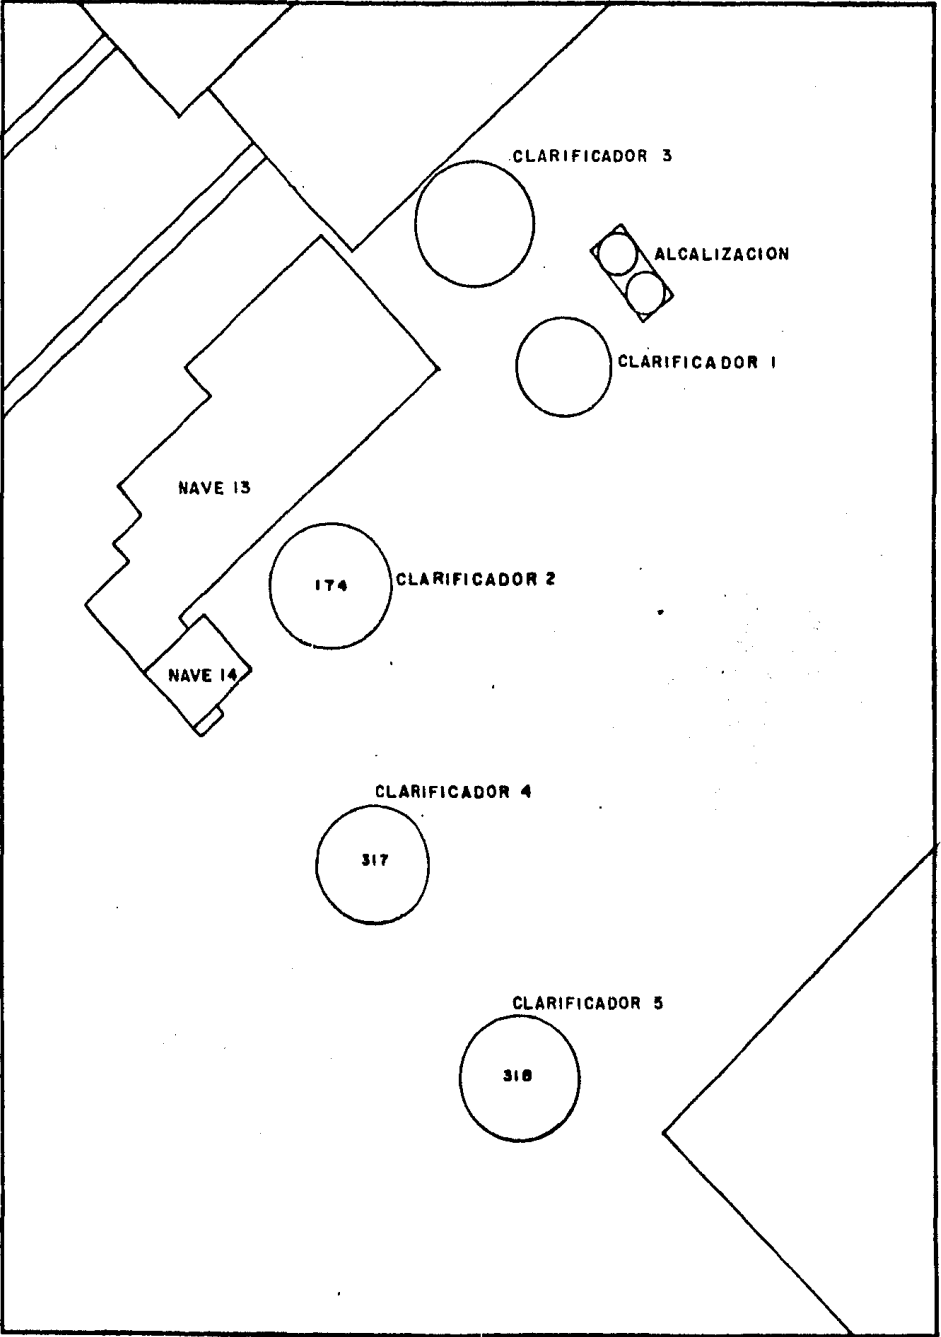 CLARIFICADOR 3
ALCALIZACION
CLARIFICADOR 1
NAVE 13
174
CLARIFICADOR 2
NAVE 14
CLARIFICADOR 4
317
CLARIFICADOR 5
318